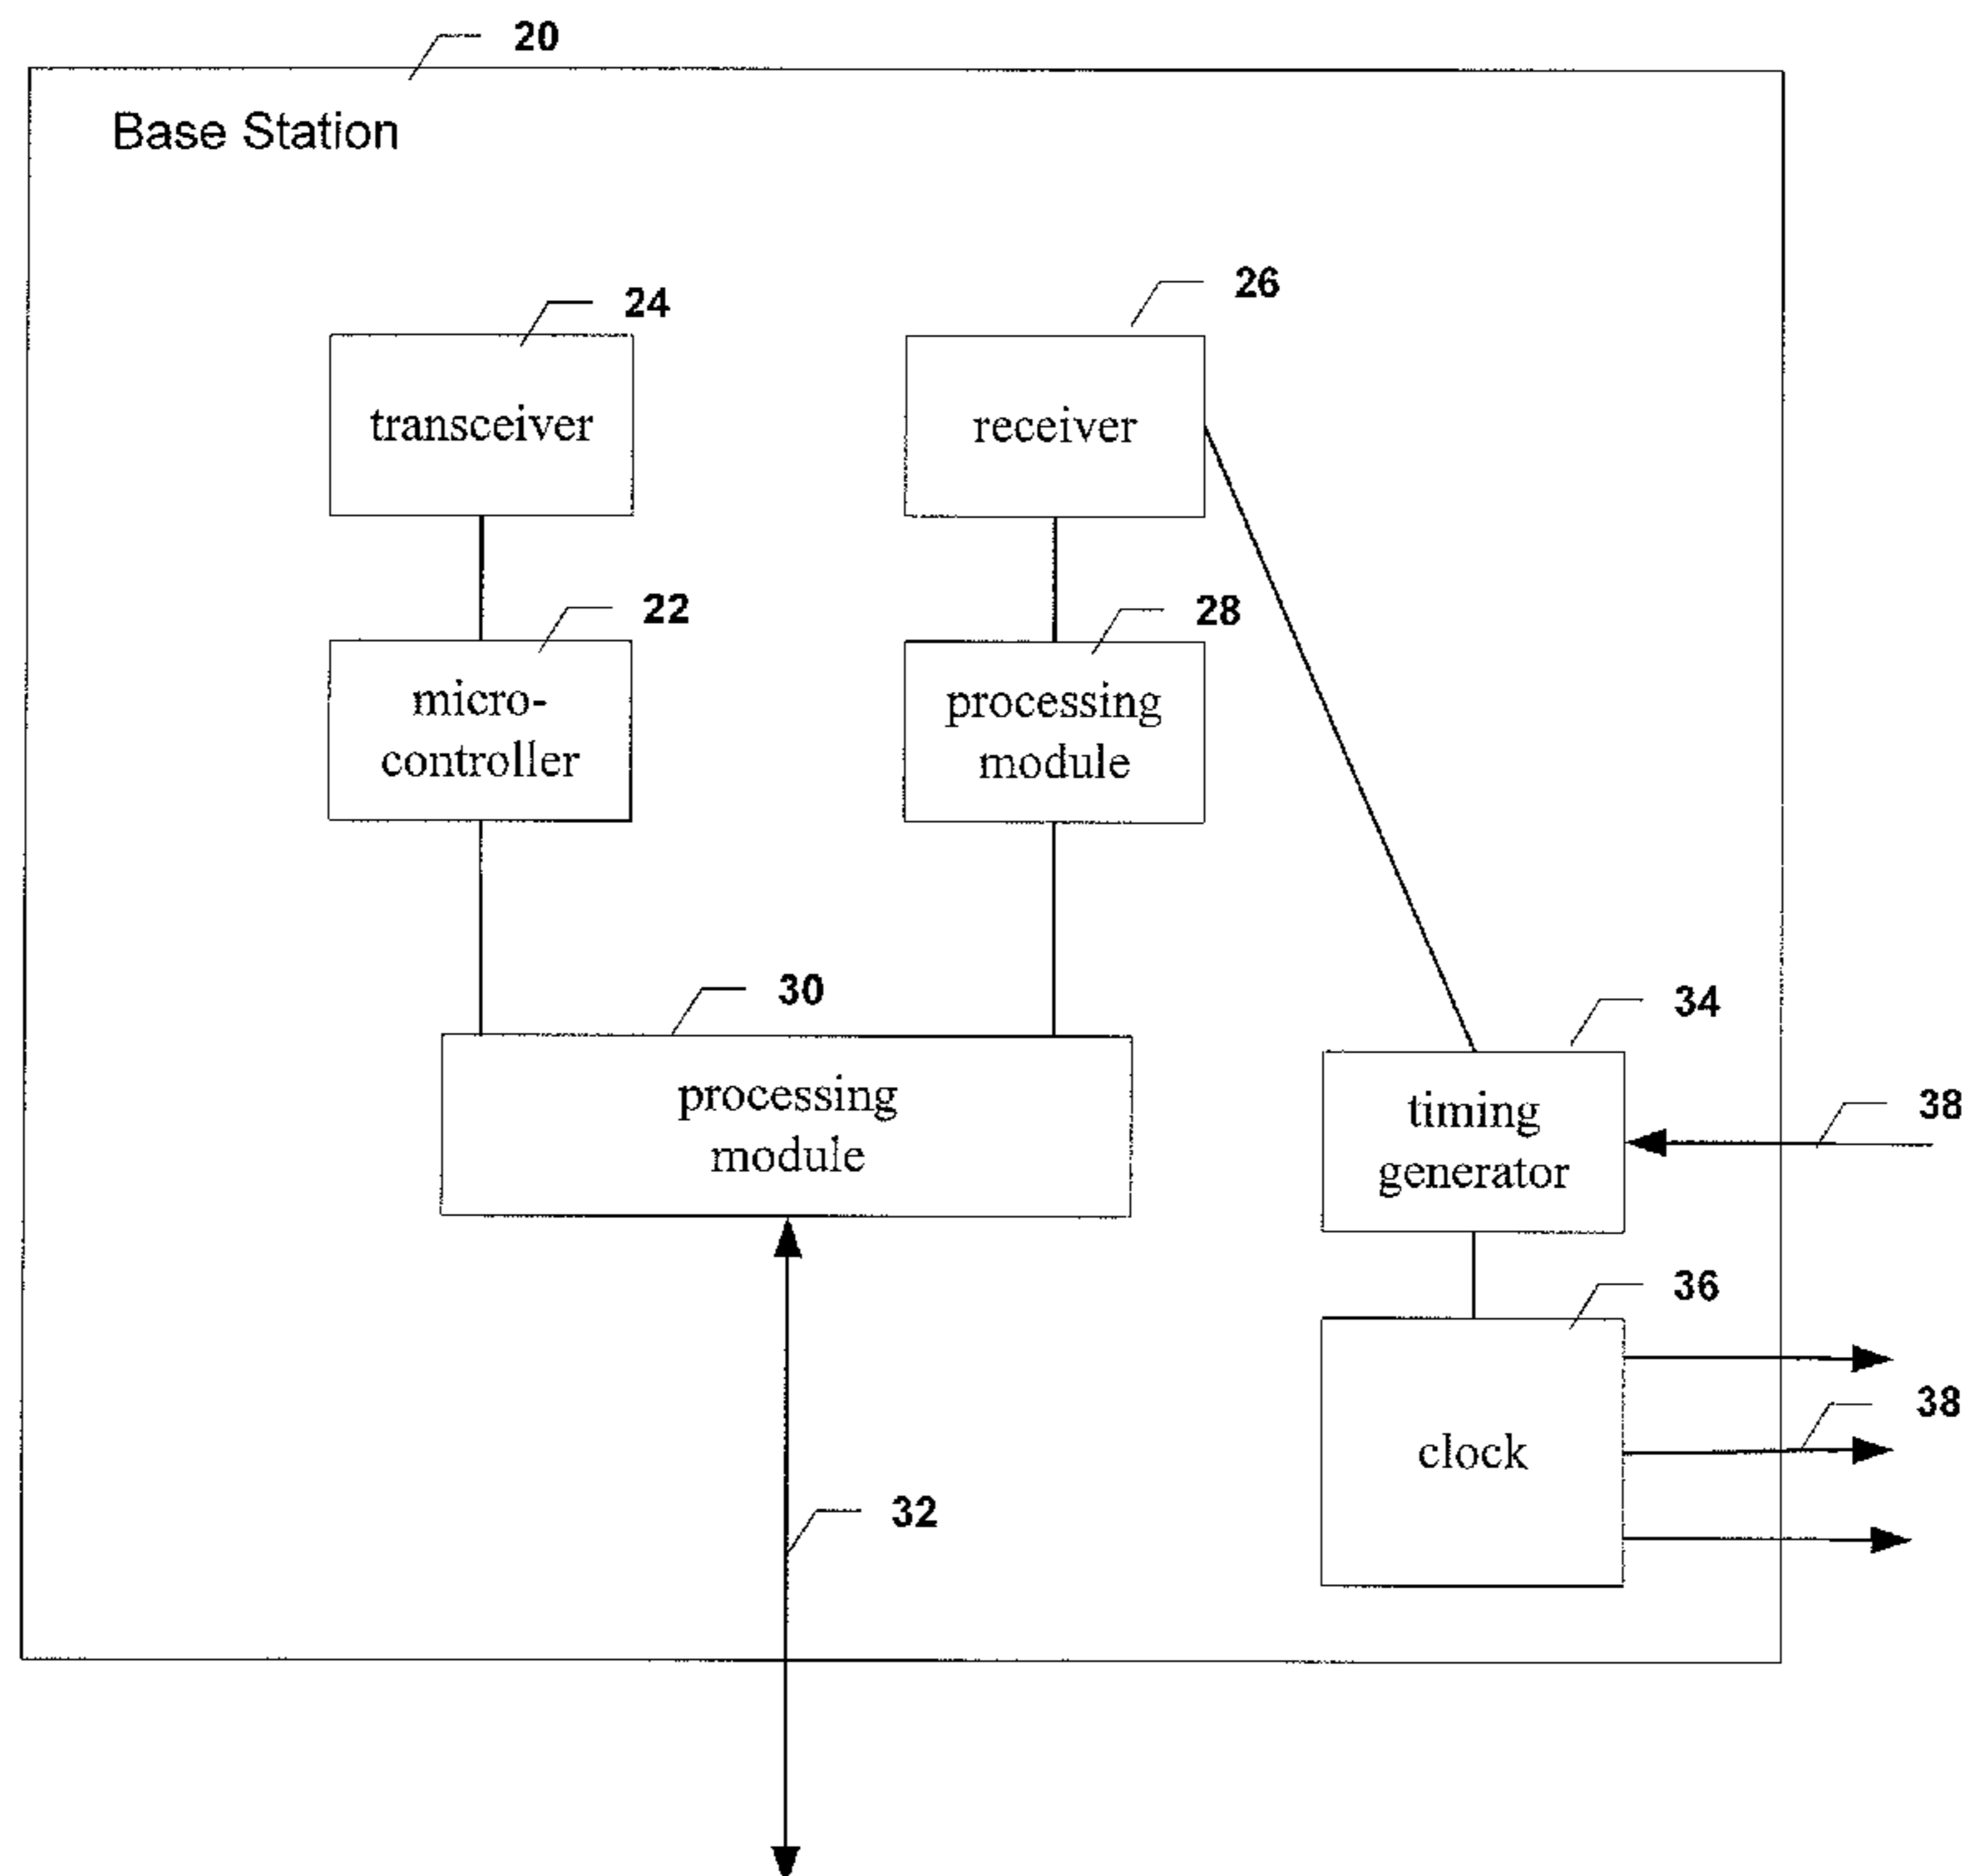 20
Base Station
24
26
transceiver
receiver
22
28
micro-
controller
processing
module
30
34
processing
module
timing
generator
38
36
clock
38
32